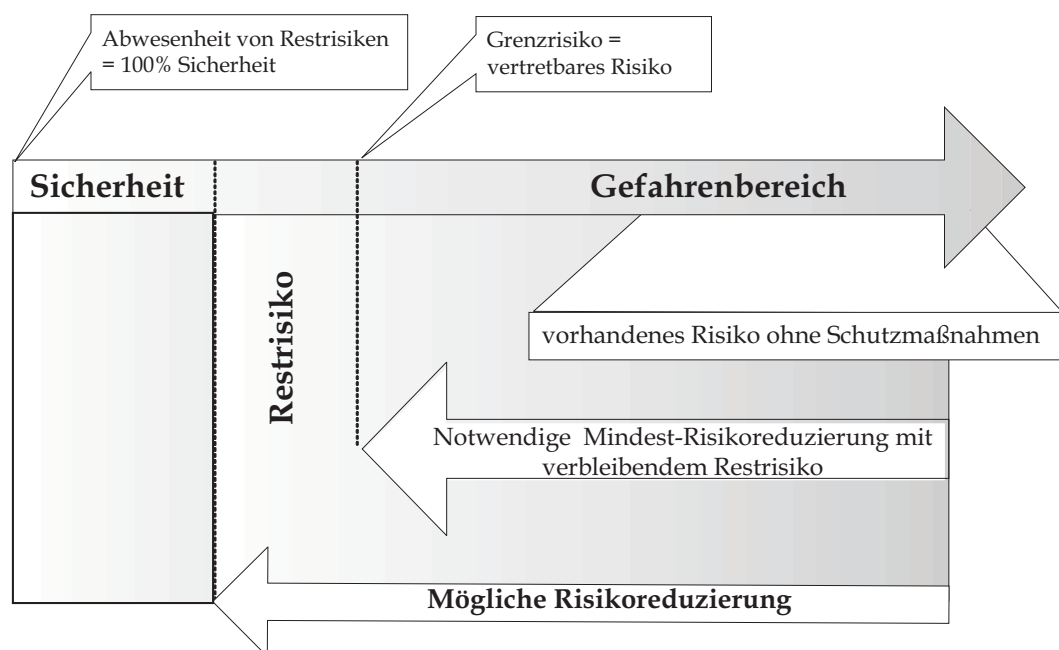 Abwesenheit von Restrisiken
= 100% Sicherheit
Grenzrisiko =
vertretbares Risiko
Sicherheit
Gefahrenbereich
Restrisiko
vorhandenes Risiko ohne Schutzmaßnahmen
Notwendige Mindest-Risikoreduzierung mit
verbleibendem Restrisiko
Mögliche Risikoreduzierung